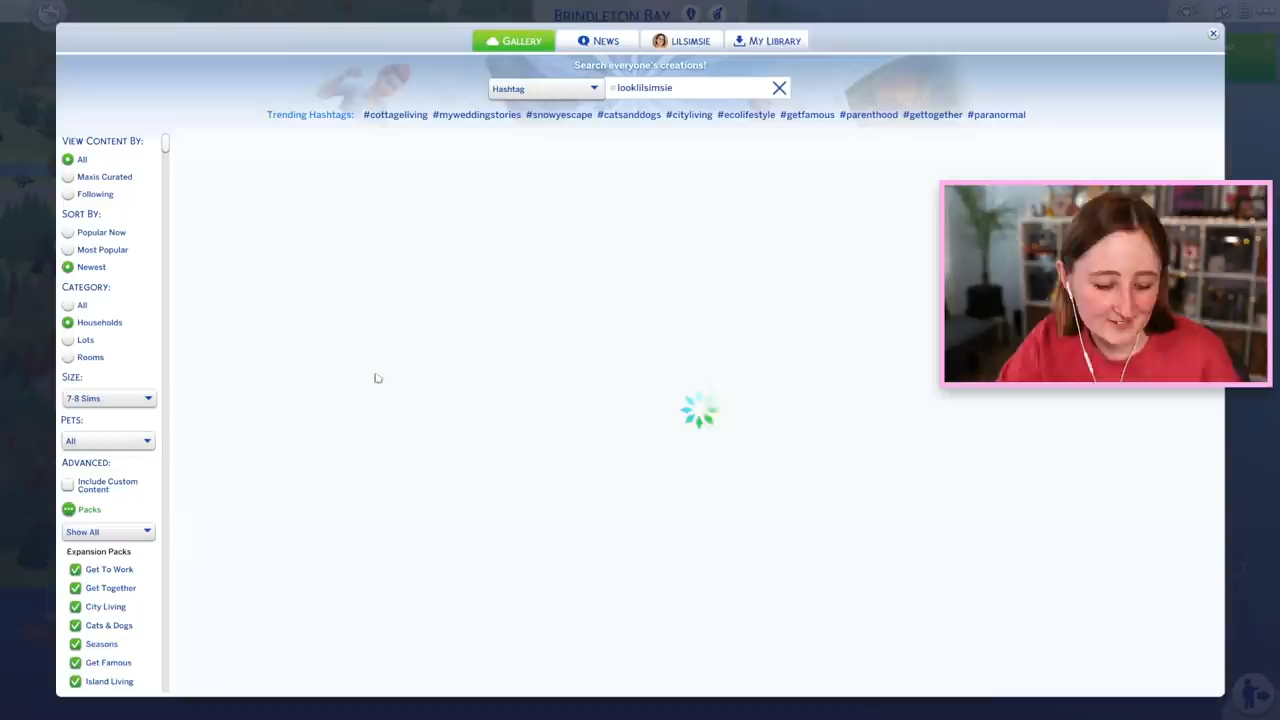 BRINDLETON BAY
GALLERY
NEWS
LILSIMSIE
MY LIBRARY
Search everyone's creations!
Hashtag
# looklilsimsie
Trending Hashtags: #cottageliving #myweddingstories #snowyescape #catsanddogs #cityliving #ecolifestyle #getfamous #parenthood #gettogether #paranormal
VIEW CONTENT BY:
All
Maxis Curated
Following
SORT BY:
Popular Now
Most Popular
Newest
CATEGORY:
All
Households
Lots
Rooms
SIZE:
7-8 Sims
PETS:
All
ADVANCED:
Include Custom
Content
Packs
Show All
Expansion Packs
Get To Work
Get Together
City Living
Cats & Dogs
Seasons
Get Famous
Island Living